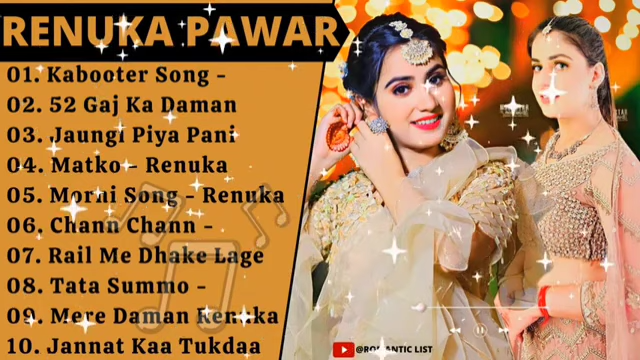 RENUKA PAWAR
01. Kabooter Song -
02. 52 Gaj Ka Daman
03. Jaungi Piya Pani
04. Matko - Renuka
05. Morni Song - Renuka
06. Chann Chann -
07. Rail Me Dhake Lage
08. Tata Summo -
09. Mere Daman Renuka
10. Jannat Kaa Tukdaa
@ROMANTIC LIST